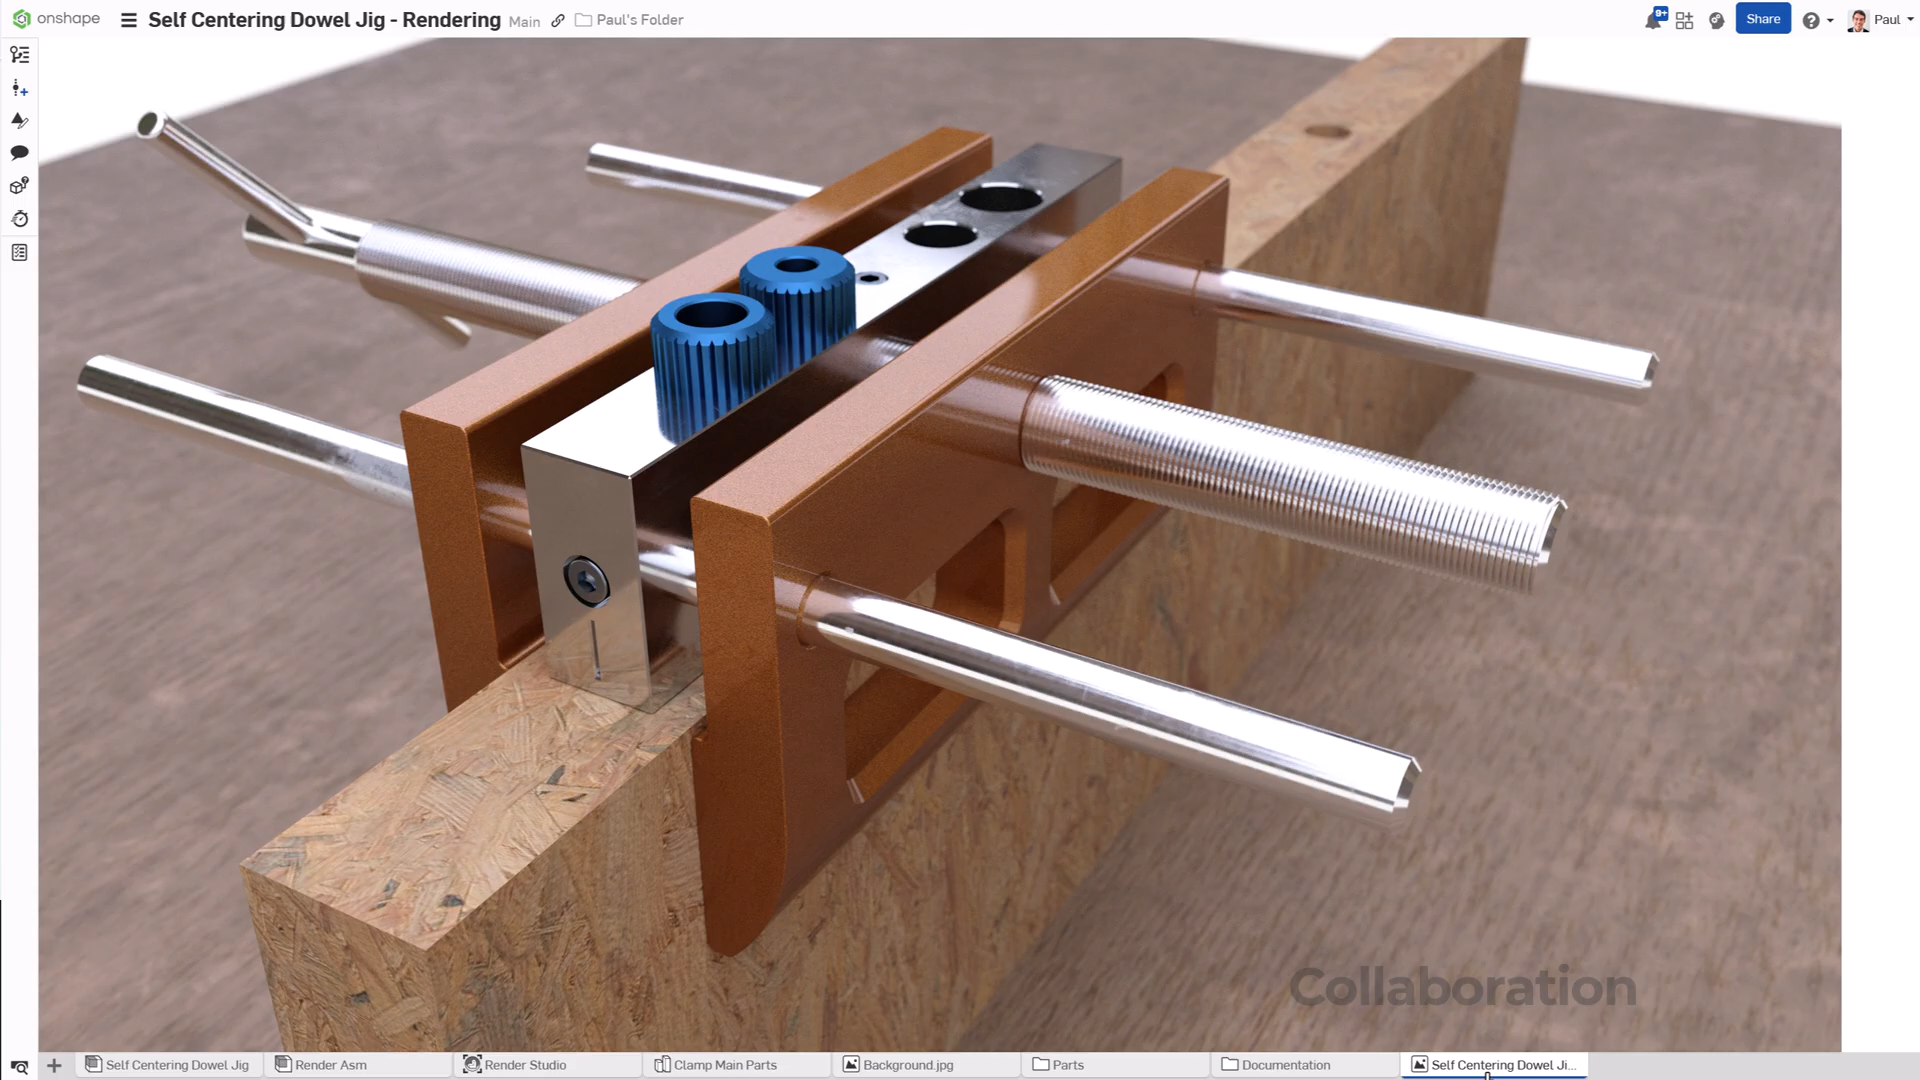 onshape
Self Centering Dowel Jig - Rendering Main Paul's Folder
9+
Share
Paul
Collaboration
Self Centering Dowel Jig
Render Asm
Render Studio
Clamp Main Parts
Background.jpg
Parts
Documentation
Self Centering Dowel Ji...